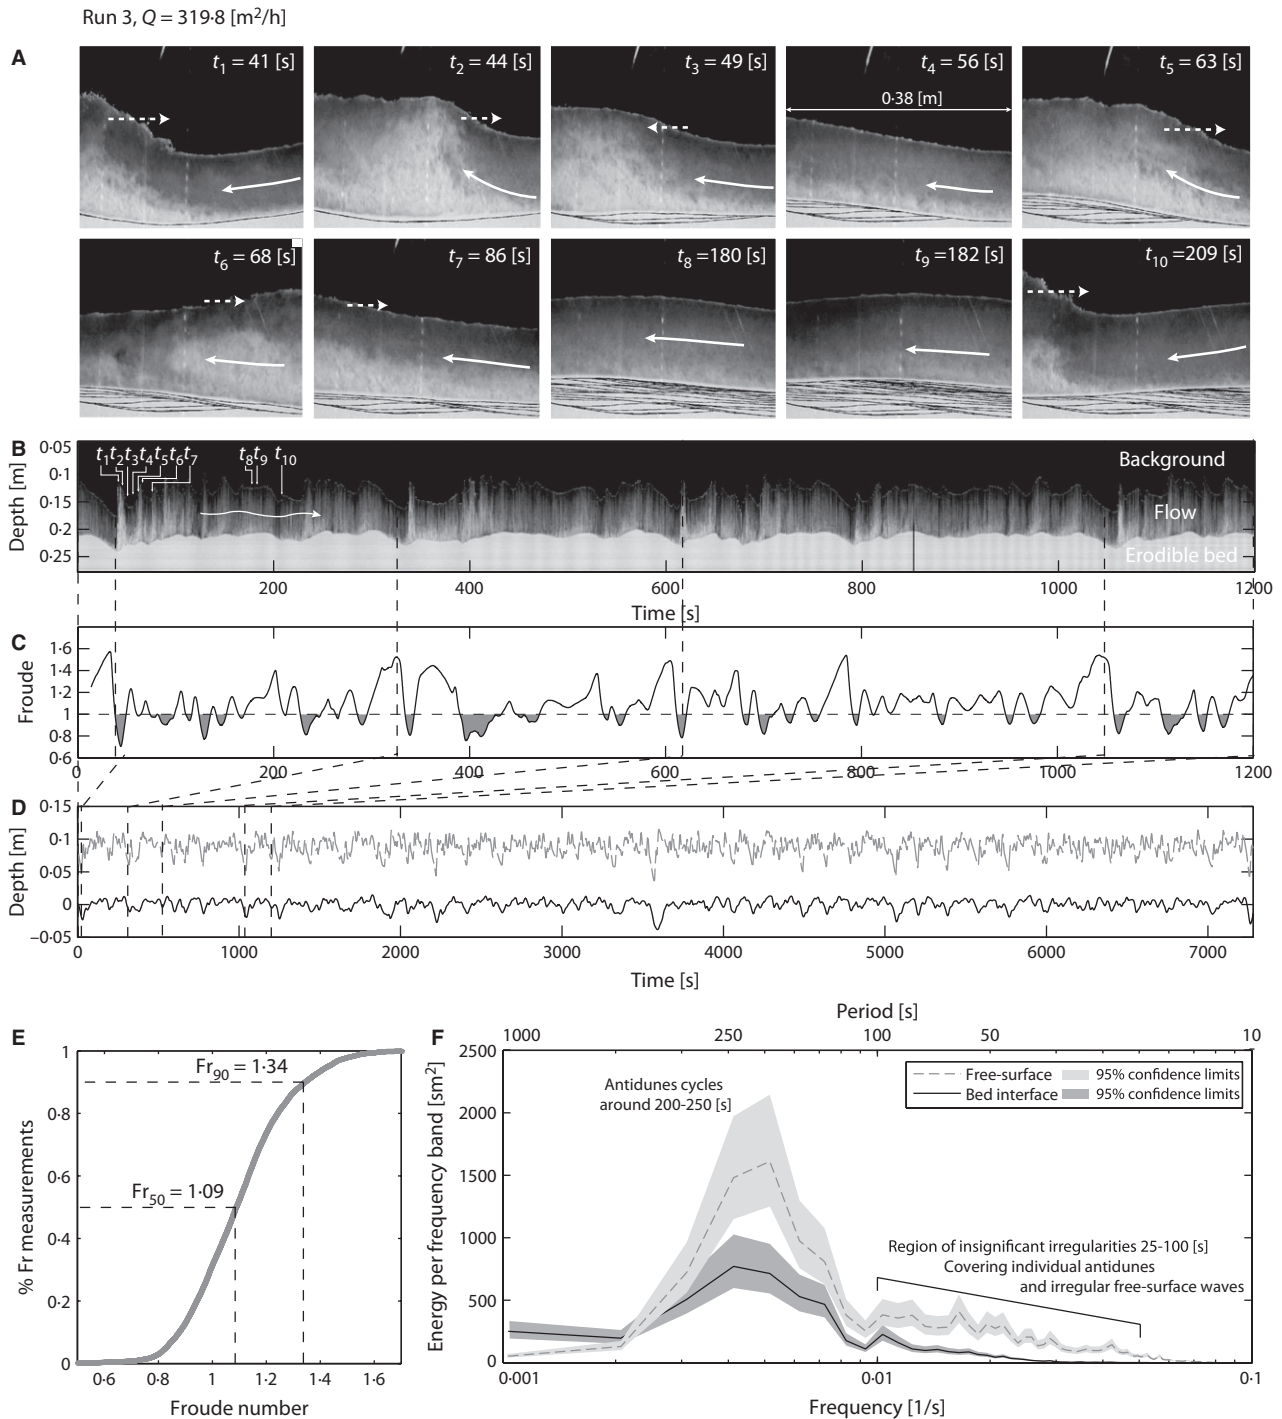 Run 3, Q = 319·8 [m²/h]
A
t₁ = 41 [s]
t₂ = 44 [s]
t₃ = 49 [s]
t₄ = 56 [s]
t₅ = 63 [s]
0·38 [m]
t₆ = 68 [s]
t₇ = 86 [s]
t₈ =180 [s]
t₉ =182 [s]
t₁₀ =209 [s]
B
0·05
0·1
0·15
0·2
0·25
Depth [m]
t₁ t₂ t₃ t₄ t₅ t₆ t₇ t₈ t₉ t₁₀
Background
Flow
Erodible bed
200 400 600 800 1000 1200
Time [s]
C
1·6
1·4
1·2
1
0·8
0·6
Froude
0 200 400 600 800 1000 1200
D
0·15
0·1
0·05
0
−0·05
Depth [m]
0 1000 2000 3000 4000 5000 6000 7000
Time [s]
E
1
0·8
0·6
0·4
0·2
0
% Fr measurements
Fr₉₀ = 1·34
Fr₅₀ = 1·09
0·6 0·8 1 1·2 1·4 1·6
Froude number
F
Period [s]
1000 250 100 50 10
2500
2000
1500
1000
500
0
Energy per frequency band [sm²]
Antidunes cycles
around 200-250 [s]
Free-surface 95% confidence limits
Bed interface 95% confidence limits
Region of insignificant irregularities 25-100 [s]
Covering individual antidunes
and irregular free-surface waves
0·001 0·01 0·1
Frequency [1/s]